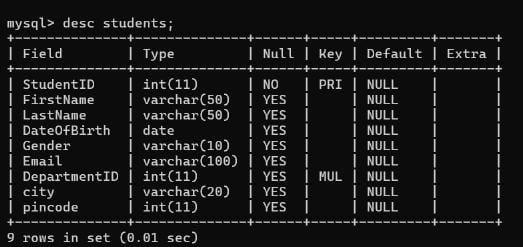 mysql> desc students;
+--------------+--------------+------+-----+---------+-------+
| Field        | Type         | Null | Key | Default | Extra |
+--------------+--------------+------+-----+---------+-------+
| StudentID    | int(11)      | NO   | PRI | NULL    |       |
| FirstName    | varchar(50)  | YES  |     | NULL    |       |
| LastName     | varchar(50)  | YES  |     | NULL    |       |
| DateOfBirth  | date         | YES  |     | NULL    |       |
| Gender       | varchar(10)  | YES  |     | NULL    |       |
| Email        | varchar(100) | YES  |     | NULL    |       |
| DepartmentID | int(11)      | YES  | MUL | NULL    |       |
| city         | varchar(20)  | YES  |     | NULL    |       |
| pincode      | int(11)      | YES  |     | NULL    |       |
+--------------+--------------+------+-----+---------+-------+
9 rows in set (0.01 sec)